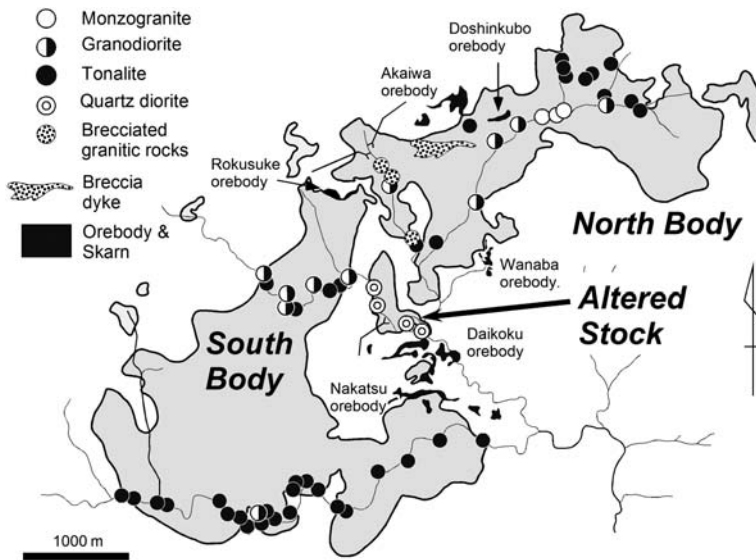 Monzogranite
Granodiorite
Tonalite
Quartz diorite
Brecciated
granitic rocks
Breccia
dyke
Orebody &
Skarn
Doshinkubo
orebody
Akaiwa
orebody
Rokusuke
orebody
North Body
Wanaba
orebody.
Altered
Stock
South
Body
Daikoku
orebody
Nakatsu
orebody
1000 m